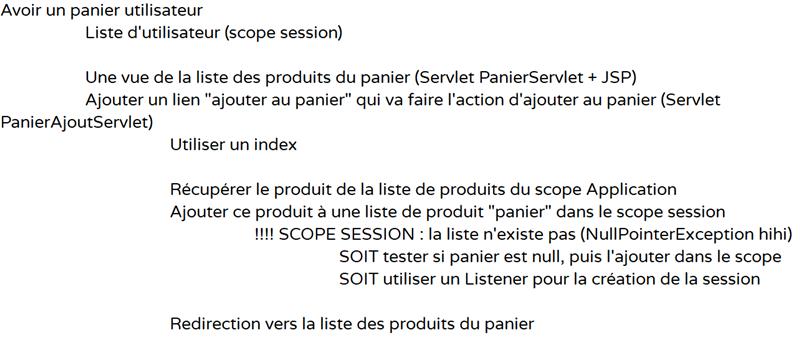 Avoir un panier utilisateur
Liste d'utilisateur (scope session)
Une vue de la liste des produits du panier (Servlet PanierServlet + JSP)
Ajouter un lien "ajouter au panier" qui va faire l'action d'ajouter au panier (Servlet
PanierAjoutServlet)
Utiliser un index
Récupérer le produit de la liste de produits du scope Application
Ajouter ce produit à une liste de produit "panier" dans le scope session
!!!! SCOPE SESSION : la liste n'existe pas (NullPointerException hihi)
SOIT tester si panier est null, puis l'ajouter dans le scope
SOIT utiliser un Listener pour la création de la session
Redirection vers la liste des produits du panier